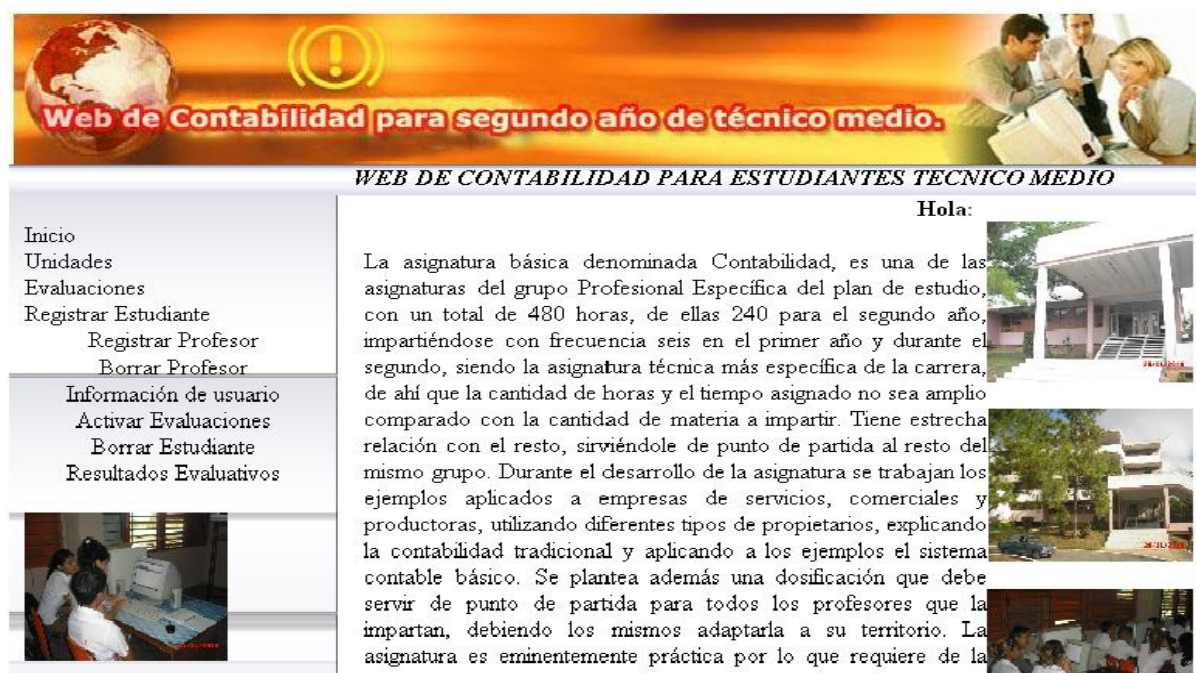 Web de Contabilidad para segundo año de técnico medio.
WEB DE CONTABILIDAD PARA ESTUDIANTES TECNICO MEDIO
Hola:
Inicio
Unidades
Evaluaciones
Registrar Estudiante
Registrar Profesor
Borrar Profesor
Información de usuario
Activar Evaluaciones
Borrar Estudiante
Resultados Evaluativos
La asignatura básica denominada Contabilidad, es una de las
asignaturas del grupo Profesional Específica del plan de estudio,
con un total de 480 horas, de ellas 240 para el segundo año,
impartiéndose con frecuencia seis en el primer año y durante el
segundo, siendo la asignatura técnica más específica de la carrera,
de ahí que la cantidad de horas y el tiempo asignado no sea amplio
comparado con la cantidad de materia a impartir. Tiene estrecha
relación con el resto, sirviéndole de punto de partida al resto del
mismo grupo. Durante el desarrollo de la asignatura se trabajan los
ejemplos aplicados a empresas de servicios, comerciales y
productoras, utilizando diferentes tipos de propietarios, explicando
la contabilidad tradicional y aplicando a los ejemplos el sistema
contable básico. Se plantea además una dosificación que debe
servir de punto de partida para todos los profesores que la
impartan, debiendo los mismos adaptarla a su territorio. La
asignatura es eminentemente práctica por lo que requiere de la